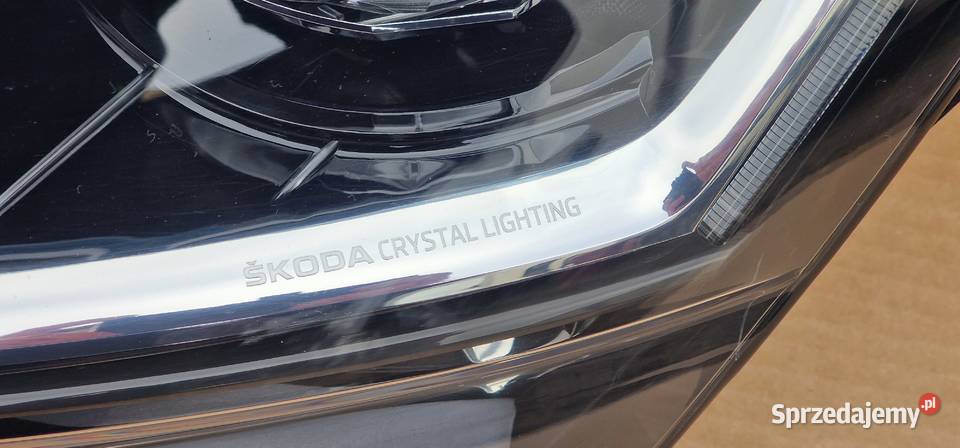 ŠKODA CRYSTAL LIGHTING
Sprzedajemy.pl